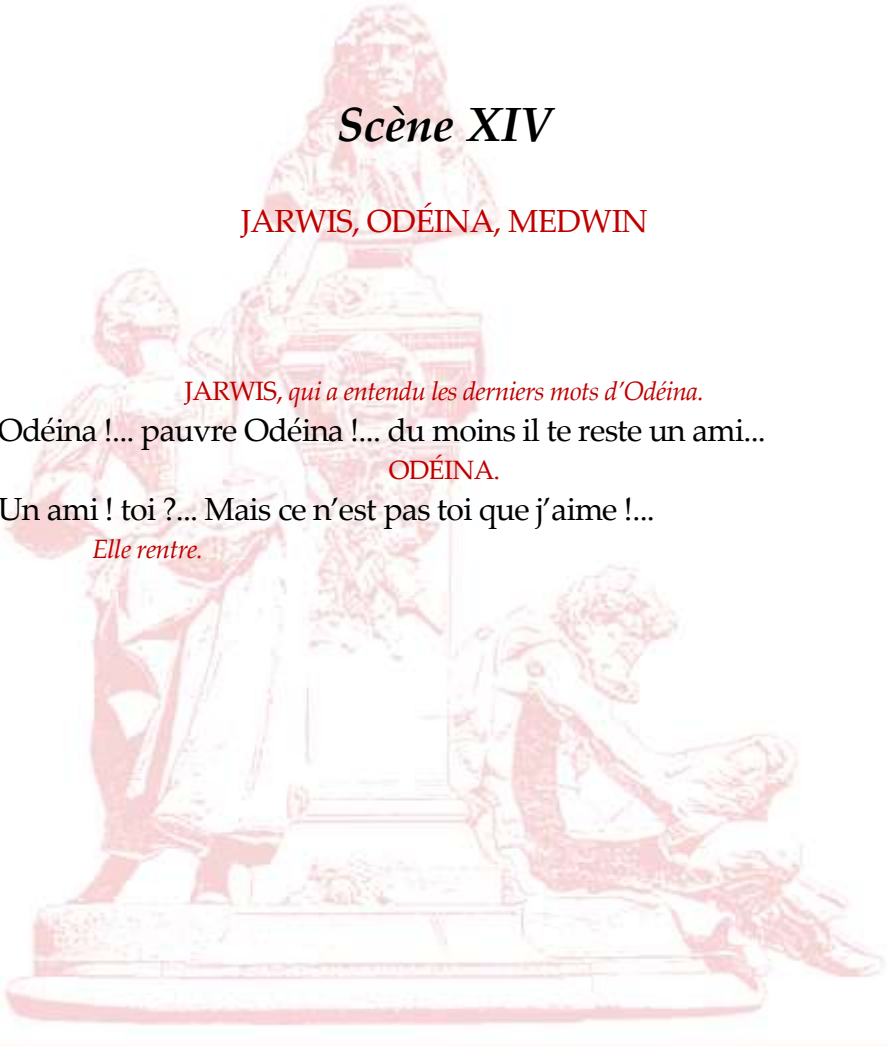 Scène XIV
JARWIS, ODÉINA, MEDWIN
JARWIS, qui a entendu les derniers mots d’Odéina.
Odéina !... pauvre Odéina !... du moins il te reste un ami...
ODÉINA.
Un ami ! toi ?... Mais ce n’est pas toi que j’aime !...
Elle rentre.